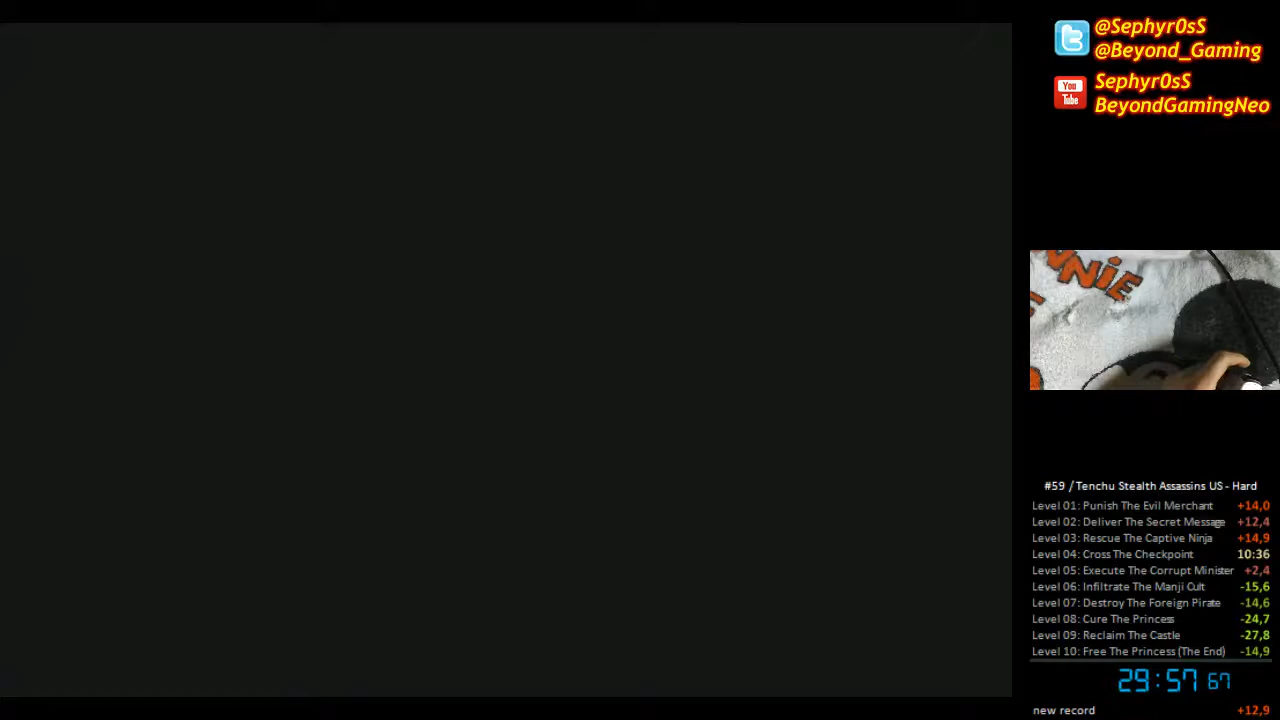 @Sephyr0sS
@Beyond_Gaming
You Tube
Sephyr0sS
BeyondGamingNeo
NNIE
#59 / Tenchu Stealth Assassins US - Hard
Level 01: Punish The Evil Merchant +14,0
Level 02: Deliver The Secret Message +12,4
Level 03: Rescue The Captive Ninja +14,9
Level 04: Cross The Checkpoint 10:36
Level 05: Execute The Corrupt Minister +2,4
Level 06: Infiltrate The Manji Cult -15,6
Level 07: Destroy The Foreign Pirate -14,6
Level 08: Cure The Princess -24,7
Level 09: Reclaim The Castle -27,8
Level 10: Free The Princess (The End) -14,9
29:57 67
new record +12,9